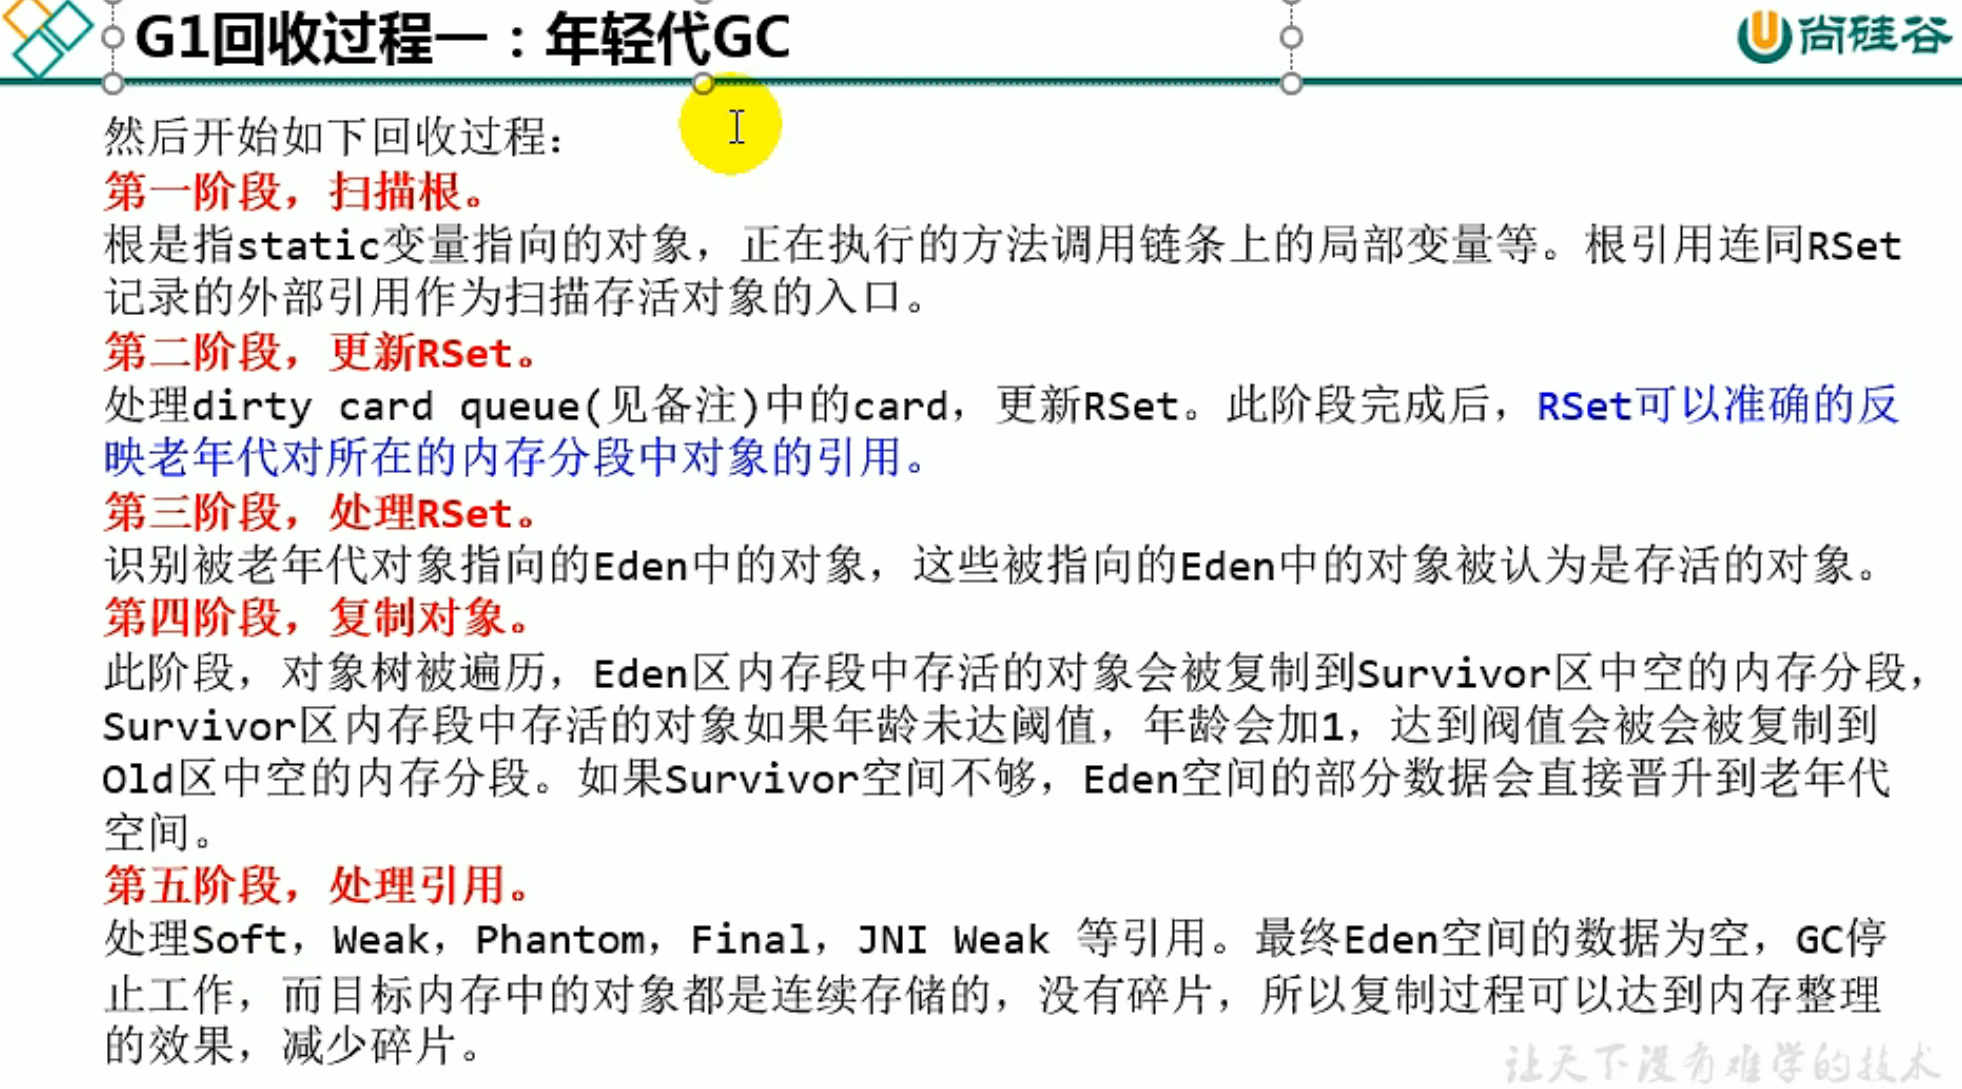 G1回收过程一：年轻代GC
尚硅谷
然后开始如下回收过程：
第一阶段，扫描根。
根是指static变量指向的对象，正在执行的方法调用链条上的局部变量等。根引用连同RSet
记录的外部引用作为扫描存活对象的入口。
第二阶段，更新RSet。
处理dirty card queue(见备注)中的card，更新RSet。此阶段完成后，RSet可以准确的反
映老年代对所在的内存分段中对象的引用。
第三阶段，处理RSet。
识别被老年代对象指向的Eden中的对象，这些被指向的Eden中的对象被认为是存活的对象。
第四阶段，复制对象。
此阶段，对象树被遍历，Eden区内存段中存活的对象会被复制到Survivor区中空的内存分段，
Survivor区内存段中存活的对象如果年龄未达阈值，年龄会加1，达到阀值会被会被复制到
Old区中空的内存分段。如果Survivor空间不够，Eden空间的部分数据会直接晋升到老年代
空间。
第五阶段，处理引用。
处理Soft，Weak，Phantom，Final，JNI Weak 等引用。最终Eden空间的数据为空，GC停
止工作，而目标内存中的对象都是连续存储的，没有碎片，所以复制过程可以达到内存整理
的效果，减少碎片。
让天下没有难学的技术